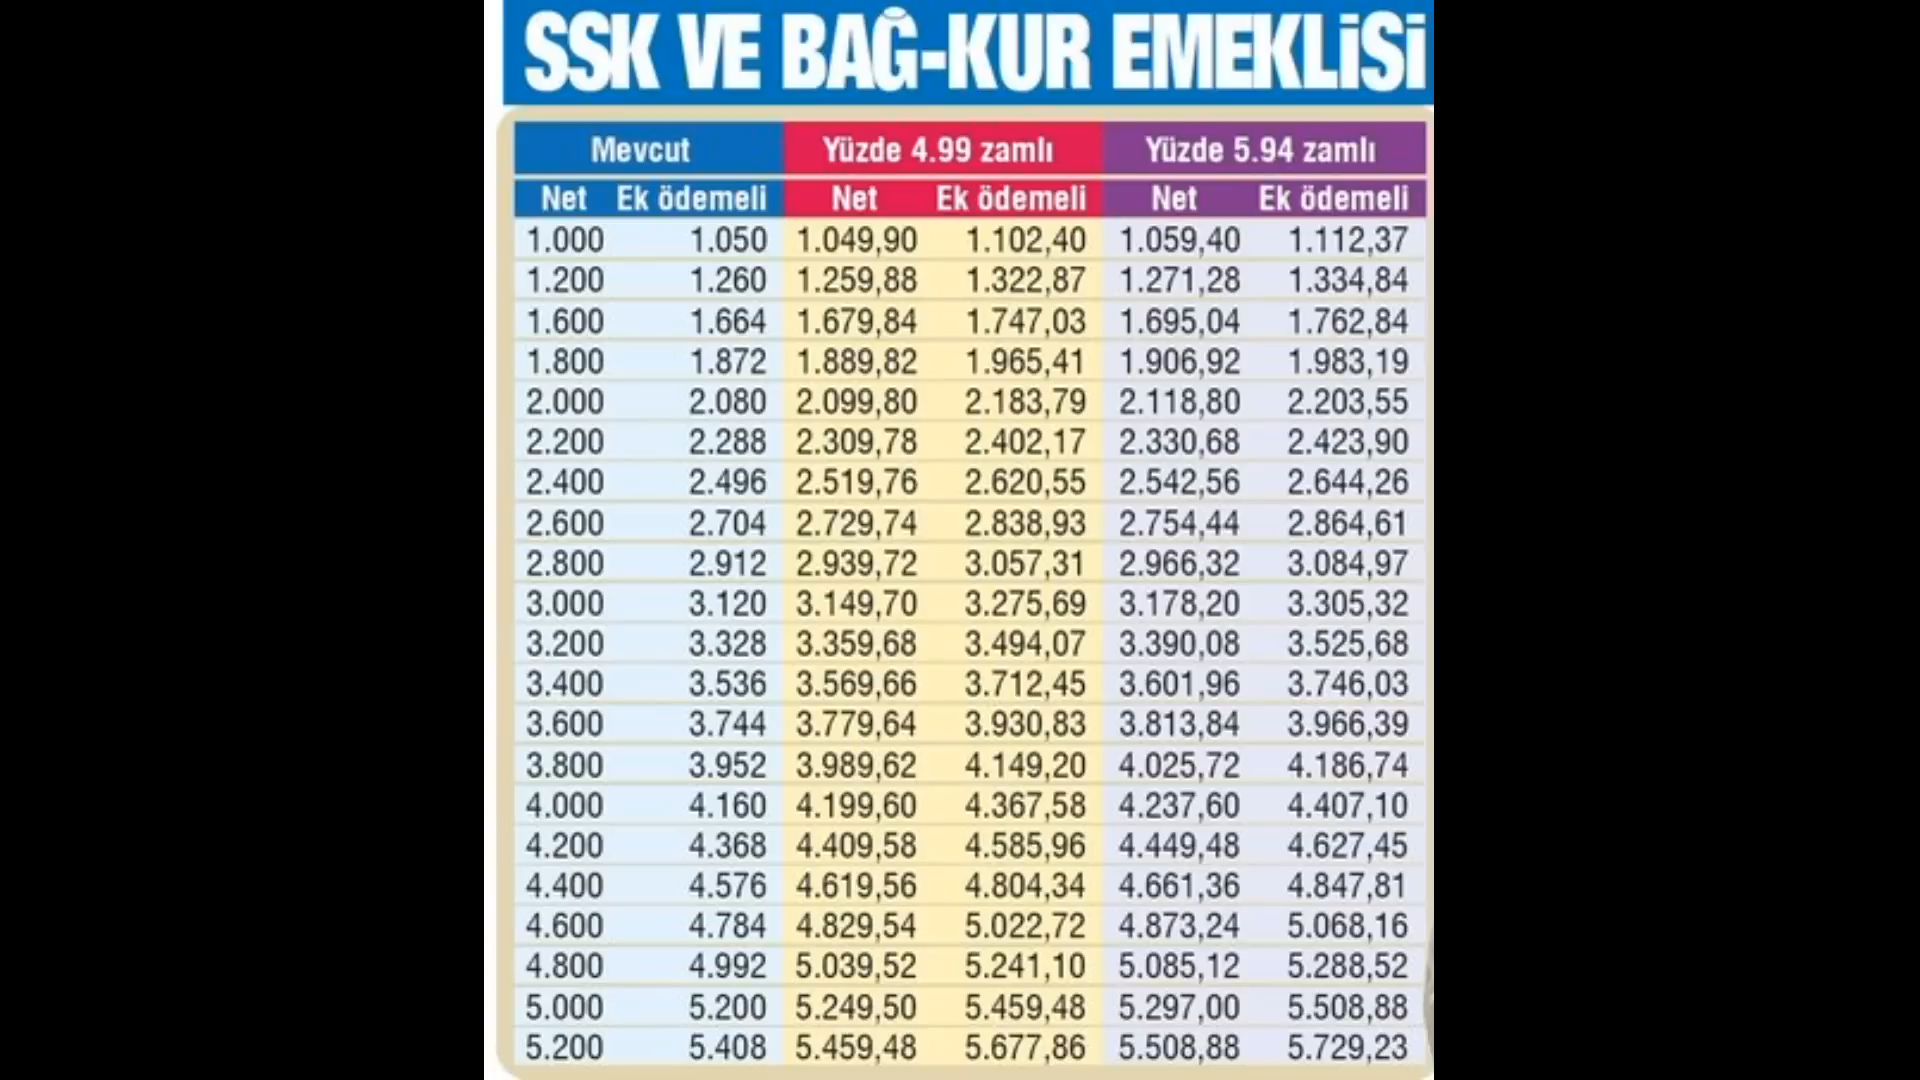 SSK VE BAĞ-KUR EMEKLİSİ
Mevcut Yüzde 4.99 zamlı Yüzde 5.94 zamlı
Net Ek ödemeli Net Ek ödemeli Net Ek ödemeli
1.000 1.050 1.049,90 1.102,40 1.059,40 1.112,37
1.200 1.260 1.259,88 1.322,87 1.271,28 1.334,84
1.600 1.664 1.679,84 1.747,03 1.695,04 1.762,84
1.800 1.872 1.889,82 1.965,41 1.906,92 1.983,19
2.000 2.080 2.099,80 2.183,79 2.118,80 2.203,55
2.200 2.288 2.309,78 2.402,17 2.330,68 2.423,90
2.400 2.496 2.519,76 2.620,55 2.542,56 2.644,26
2.600 2.704 2.729,74 2.838,93 2.754,44 2.864,61
2.800 2.912 2.939,72 3.057,31 2.966,32 3.084,97
3.000 3.120 3.149,70 3.275,69 3.178,20 3.305,32
3.200 3.328 3.359,68 3.494,07 3.390,08 3.525,68
3.400 3.536 3.569,66 3.712,45 3.601,96 3.746,03
3.600 3.744 3.779,64 3.930,83 3.813,84 3.966,39
3.800 3.952 3.989,62 4.149,20 4.025,72 4.186,74
4.000 4.160 4.199,60 4.367,58 4.237,60 4.407,10
4.200 4.368 4.409,58 4.585,96 4.449,48 4.627,45
4.400 4.576 4.619,56 4.804,34 4.661,36 4.847,81
4.600 4.784 4.829,54 5.022,72 4.873,24 5.068,16
4.800 4.992 5.039,52 5.241,10 5.085,12 5.288,52
5.000 5.200 5.249,50 5.459,48 5.297,00 5.508,88
5.200 5.408 5.459,48 5.677,86 5.508,88 5.729,23